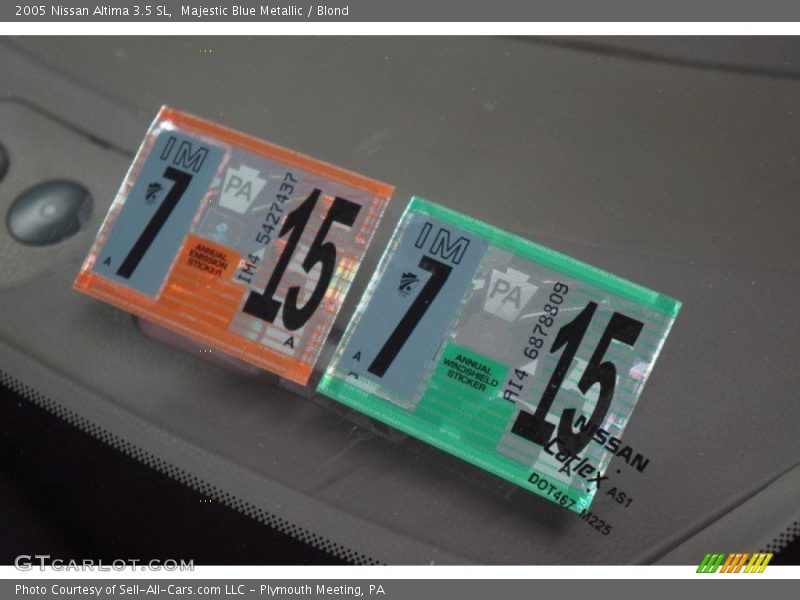 2005 Nissan Altima 3.5 SL,  Majestic Blue Metallic / Blond
IM
7
A
PA
ANNUAL
EMISSION
STICKER
IM4 5427437
15
A
IM
7
A
PA
ANNUAL
WINDSHIELD
STICKER
AI4 6878809
15
A
NISSAN
Carlex AS1
DOT467 M225
GTcarlot.com
Photo Courtesy of Sell-All-Cars.com LLC - Plymouth Meeting, PA